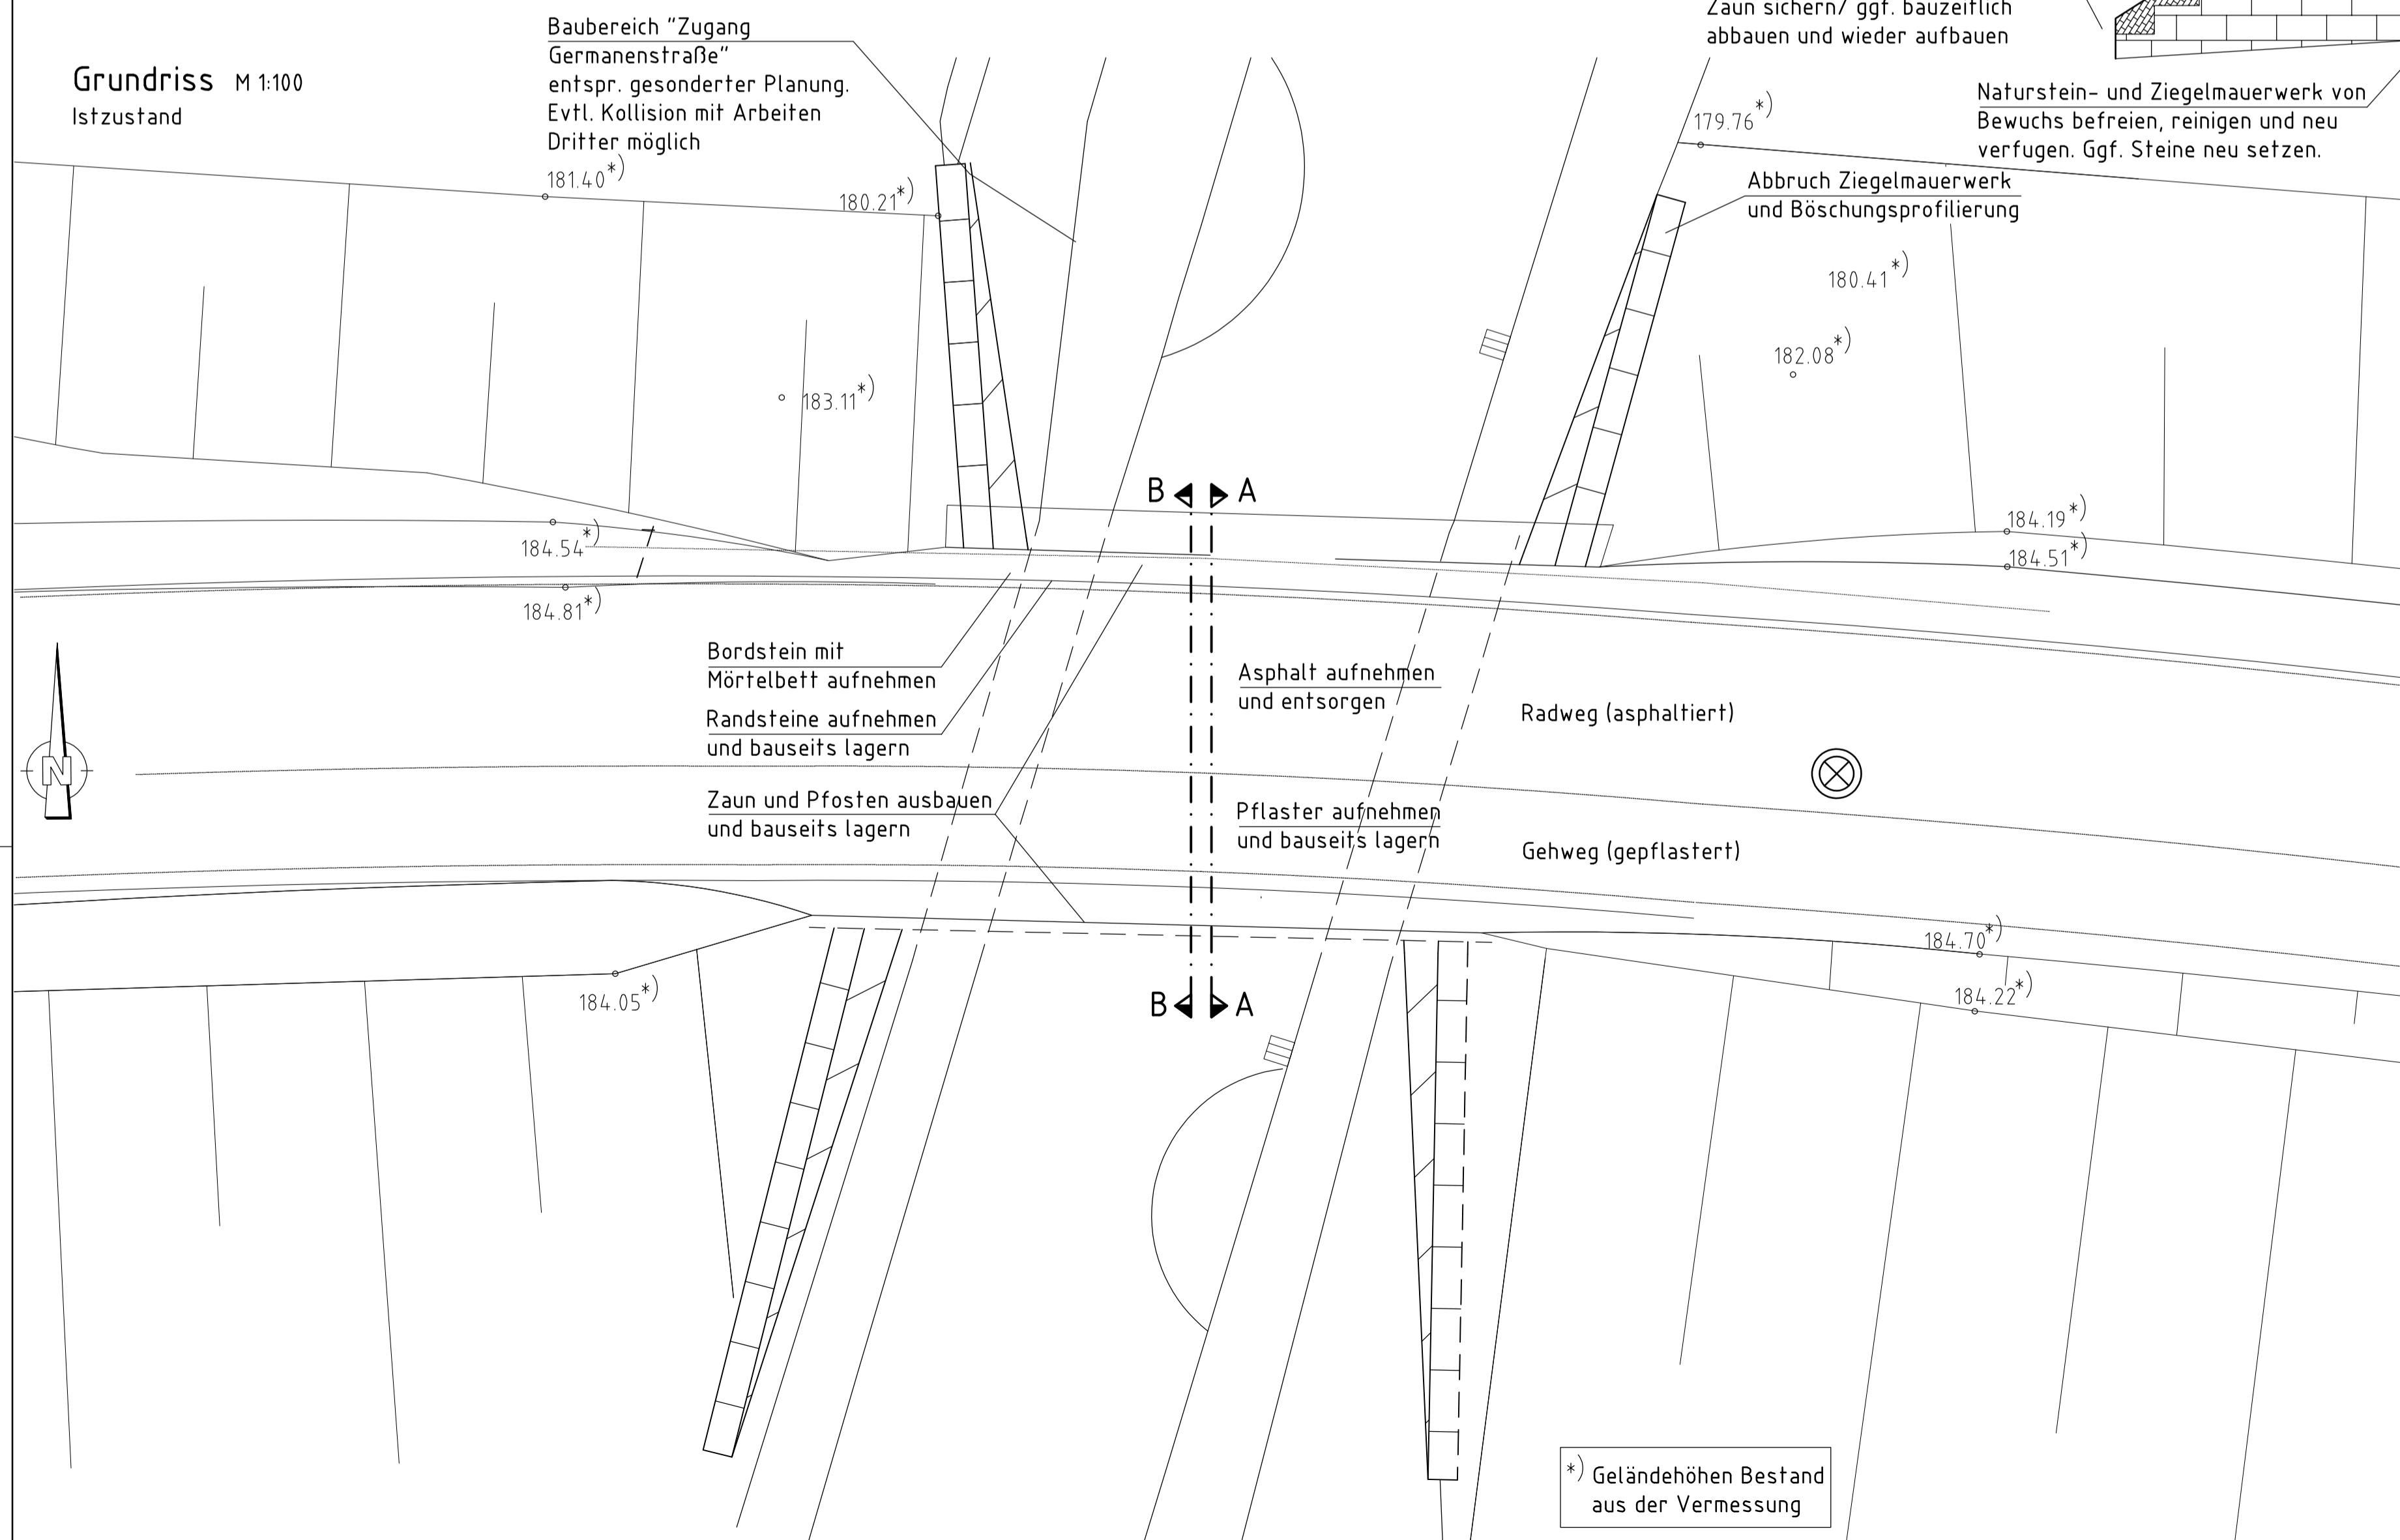 Baubereich "Zugang
Germanenstraße"
entspr. gesonderter Planung.
Evtl. Kollision mit Arbeiten
Dritter möglich
Zaun sichern/ ggf. bauzeitlich
abbauen und wieder aufbauen
Grundriss M 1:100
Istzustand
Naturstein- und Ziegelmauerwerk von
Bewuchs befreien, reinigen und neu
verfugen. Ggf. Steine neu setzen.
179.76*)
181.40*)
180.21*)
Abbruch Ziegelmauerwerk
und Böschungsprofilierung
180.41*)
182.08*)
183.11*)
B A
184.54*)
184.19*)
184.51*)
184.81*)
Bordstein mit
Mörtelbett aufnehmen
Randsteine aufnehmen
und bauseits lagern
Asphalt aufnehmen
und entsorgen
Radweg (asphaltiert)
N
Zaun und Pfosten ausbauen
und bauseits lagern
Pflaster aufnehmen
und bauseits lagern
Gehweg (gepflastert)
184.70*)
184.05*)
184.22*)
B A
*) Geländehöhen Bestand
aus der Vermessung